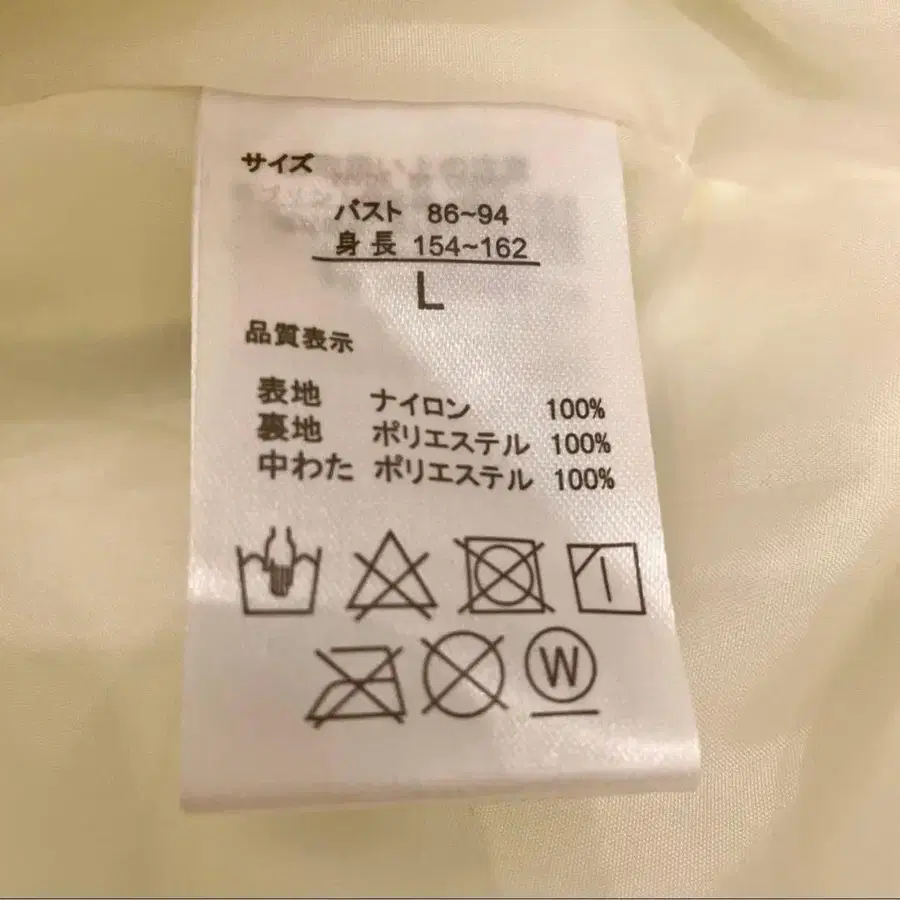 サイズ
バスト 86~94
身長 154~162
L
品質表示
表地 ナイロン 100%
裏地 ポリエステル 100%
中わた ポリエステル 100%
W